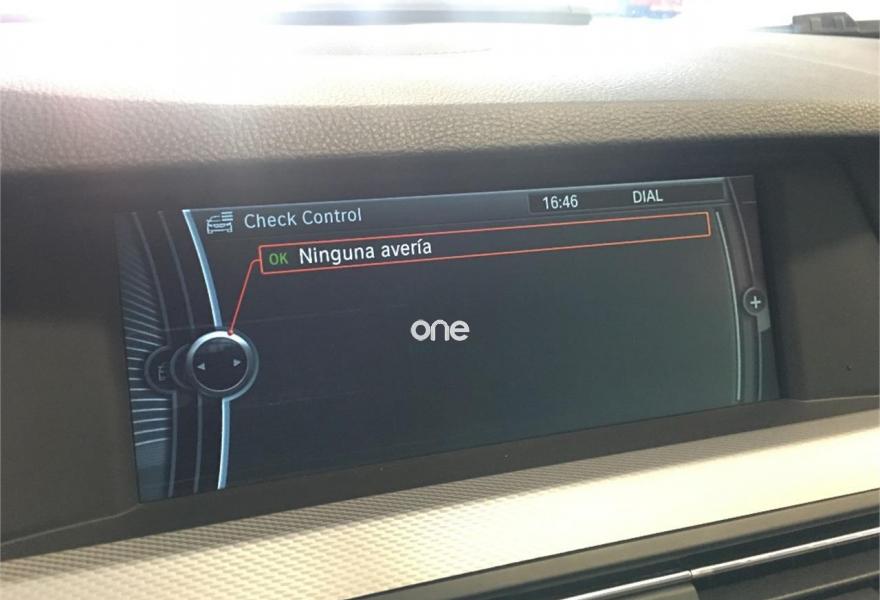 Check Control
16:46
DIAL
OK Ninguna avería
one